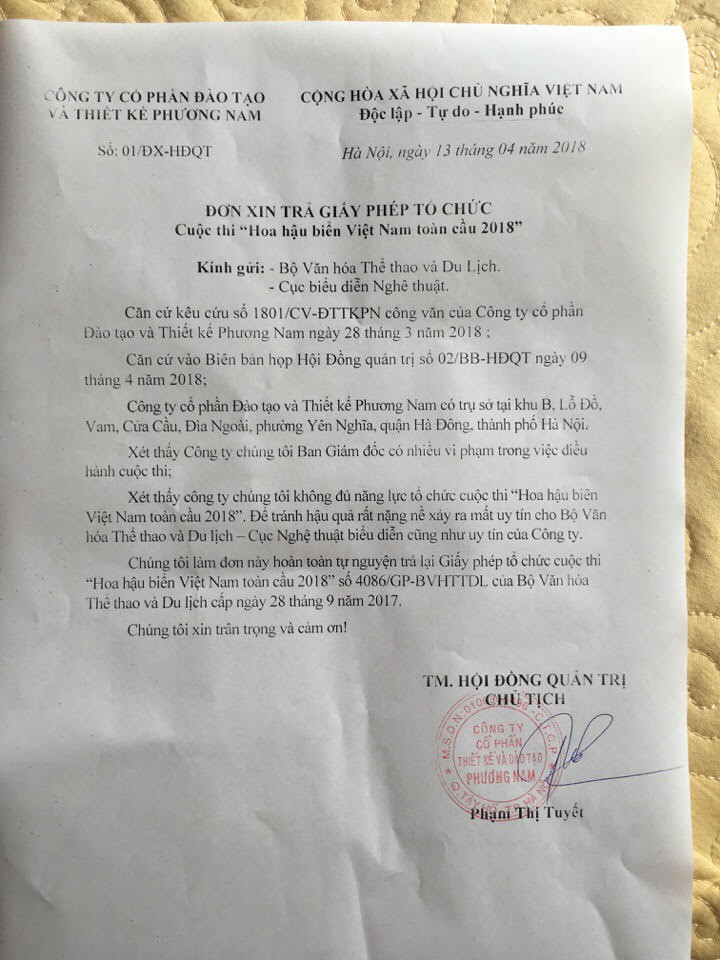 CÔNG TY CỔ PHẦN ĐÀO TẠO
VÀ THIẾT KẾ PHƯƠNG NAM
CỘNG HÒA XÃ HỘI CHỦ NGHĨA VIỆT NAM
Độc lập - Tự do - Hạnh phúc
Số: 01/ĐX-HĐQT
Hà Nội, ngày 13 tháng 04 năm 2018
ĐƠN XIN TRẢ GIẤY PHÉP TỔ CHỨC
Cuộc thi “Hoa hậu biển Việt Nam toàn cầu 2018”
Kính gửi: - Bộ Văn hóa Thể thao và Du Lịch.
- Cục biểu diễn Nghệ thuật.
Căn cứ kêu cứu số 1801/CV-ĐTTKPN công văn của Công ty cổ phần
Đào tạo và Thiết kế Phương Nam ngày 28 tháng 3 năm 2018 ;
Căn cứ vào Biên bản họp Hội Đồng quản trị số 02/BB-HĐQT ngày 09
tháng 4 năm 2018;
Công ty cổ phần Đào tạo và Thiết kế Phương Nam có trụ sở tại khu B, Lỗ Đồ,
Vam, Cửa Cầu, Đìa Ngoài, phường Yên Nghĩa, quận Hà Đông, thành phố Hà Nội.
Xét thấy Công ty chúng tôi Ban Giám đốc có nhiều vi phạm trong việc điều
hành cuộc thi;
Xét thấy công ty chúng tôi không đủ năng lực tổ chức cuộc thi “Hoa hậu biển
Việt Nam toàn cầu 2018”. Để tránh hậu quả rất nặng nề xảy ra mất uy tín cho Bộ Văn
hóa Thể thao và Du lịch – Cục Nghệ thuật biểu diễn cũng như uy tín của Công ty.
Chúng tôi làm đơn này hoàn toàn tự nguyện trả lại Giấy phép tổ chức cuộc thi
“Hoa hậu biển Việt Nam toàn cầu 2018” số 4086/GP-BVHTTDL của Bộ Văn hóa
Thể thao và Du lịch cấp ngày 28 tháng 9 năm 2017.
Chúng tôi xin trân trọng và cảm ơn!
TM. HỘI ĐỒNG QUẢN TRỊ
CHỦ TỊCH
CÔNG TY
CỔ PHẦN
THIẾT KẾ VÀ ĐÀO TẠO
PHƯƠNG NAM
Q.TÂY HỒ, TP.HÀ NỘI
Phạm Thị Tuyết